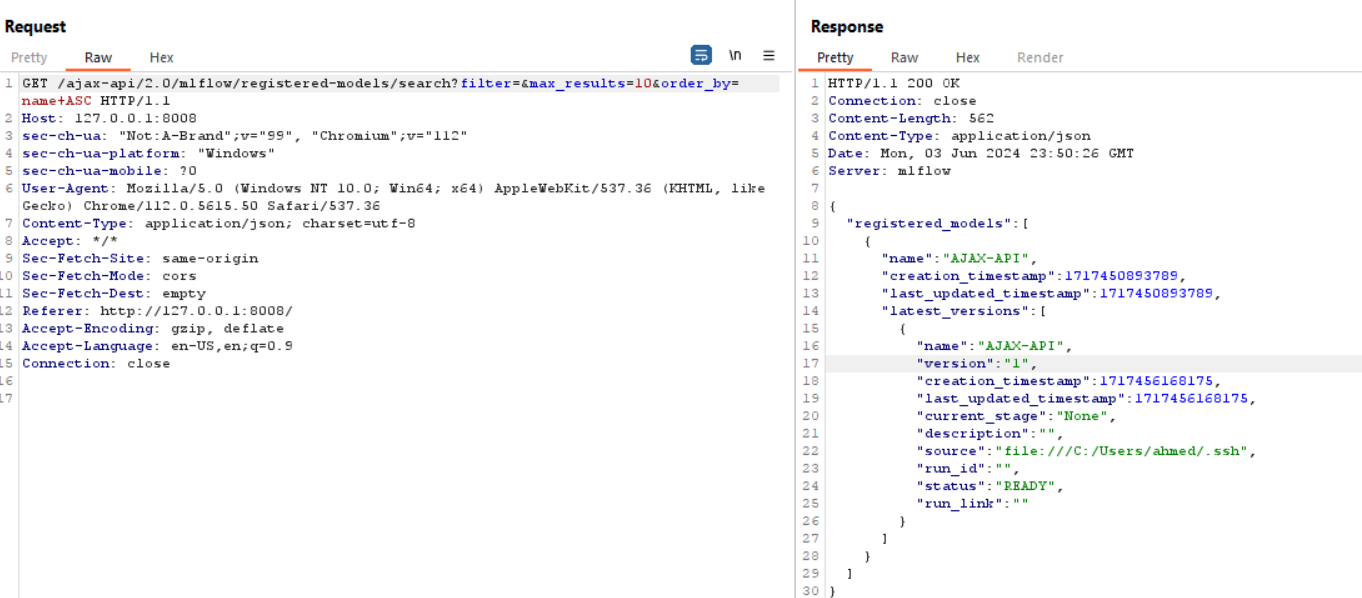 Request
Pretty Raw Hex \n
1 GET /ajax-api/2.0/mlflow/registered-models/search?filter=&max_results=10&order_by=
name+ASC HTTP/1.1
2 Host: 127.0.0.1:8008
3 sec-ch-ua: "Not:A-Brand";v="99", "Chromium";v="112"
4 sec-ch-ua-platform: "Windows"
5 sec-ch-ua-mobile: ?0
6 User-Agent: Mozilla/5.0 (Windows NT 10.0; Win64; x64) AppleWebKit/537.36 (KHTML, like
Gecko) Chrome/112.0.5615.50 Safari/537.36
7 Content-Type: application/json; charset=utf-8
8 Accept: */*
9 Sec-Fetch-Site: same-origin
10 Sec-Fetch-Mode: cors
11 Sec-Fetch-Dest: empty
12 Referer: http://127.0.0.1:8008/
13 Accept-Encoding: gzip, deflate
14 Accept-Language: en-US,en;q=0.9
15 Connection: close
16
17
Response
Pretty Raw Hex Render
1 HTTP/1.1 200 OK
2 Connection: close
3 Content-Length: 562
4 Content-Type: application/json
5 Date: Mon, 03 Jun 2024 23:50:26 GMT
6 Server: mlflow
7
8 {
9 "registered_models":[
10 {
11 "name":"AJAX-API",
12 "creation_timestamp":1717450893789,
13 "last_updated_timestamp":1717450893789,
14 "latest_versions":[
15 {
16 "name":"AJAX-API",
17 "version":"1",
18 "creation_timestamp":1717456168175,
19 "last_updated_timestamp":1717456168175,
20 "current_stage":"None",
21 "description":"",
22 "source":"file:///C:/Users/ahmed/.ssh",
23 "run_id":"",
24 "status":"READY",
25 "run_link":""
26 }
27 ]
28 }
29 ]
30 }